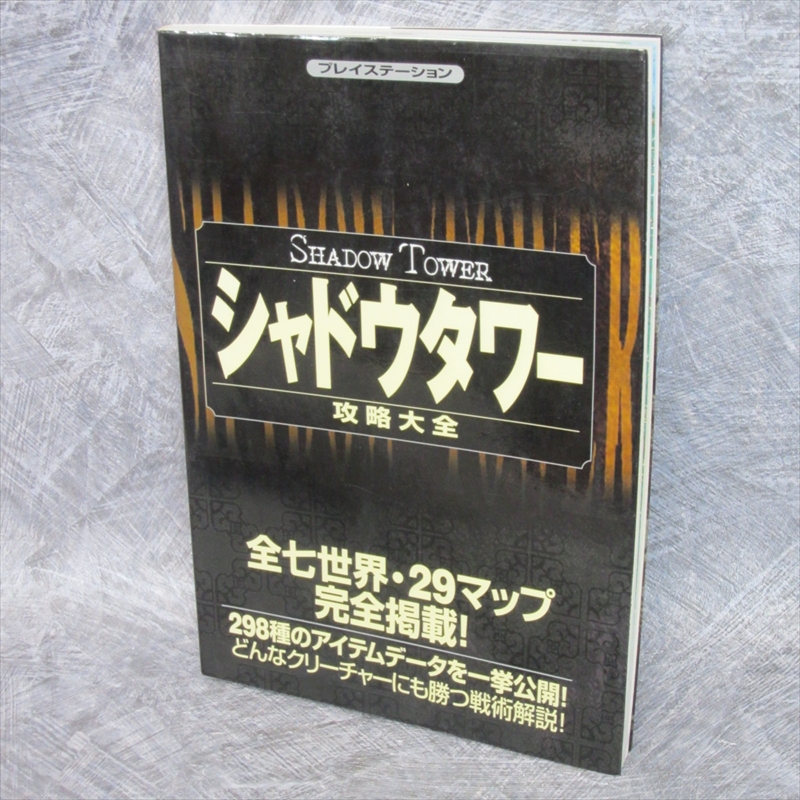 プレイステーション
SHADOW TOWER
シャドウタワー
攻略大全
全七世界・29マップ
完全掲載!
298種のアイテムデータを一挙公開!
どんなクリーチャーにも勝つ戦術解説!